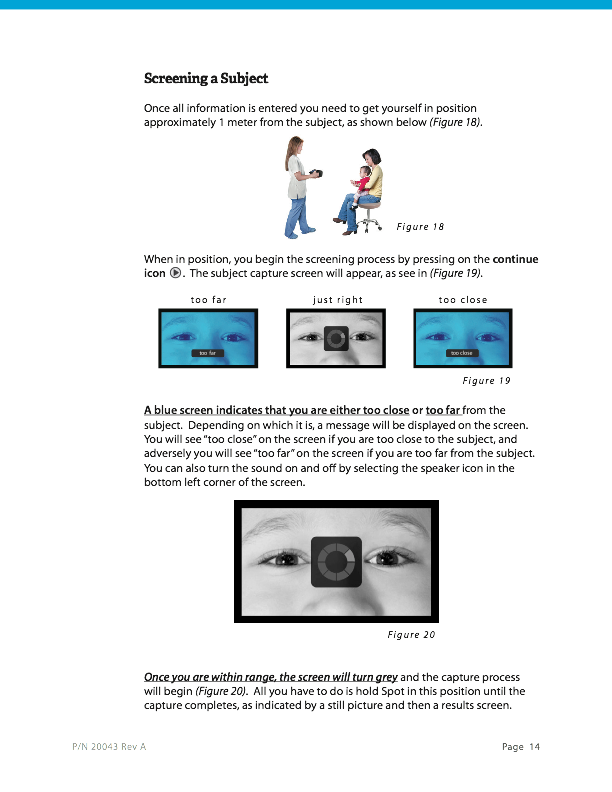 Screening a Subject
Once all information is entered you need to get yourself in position
approximately 1 meter from the subject, as shown below (Figure 18).
Figure 18
When in position, you begin the screening process by pressing on the continue
icon . The subject capture screen will appear, as see in (Figure 19).
too far just right too close
too far too close
Figure 19
A blue screen indicates that you are either too close or too far from the
subject. Depending on which it is, a message will be displayed on the screen.
You will see “too close” on the screen if you are too close to the subject, and
adversely you will see “too far” on the screen if you are too far from the subject.
You can also turn the sound on and off by selecting the speaker icon in the
bottom left corner of the screen.
Figure 20
Once you are within range, the screen will turn grey and the capture process
will begin (Figure 20). All you have to do is hold Spot in this position until the
capture completes, as indicated by a still picture and then a results screen.
P/N 20043 Rev A Page 14